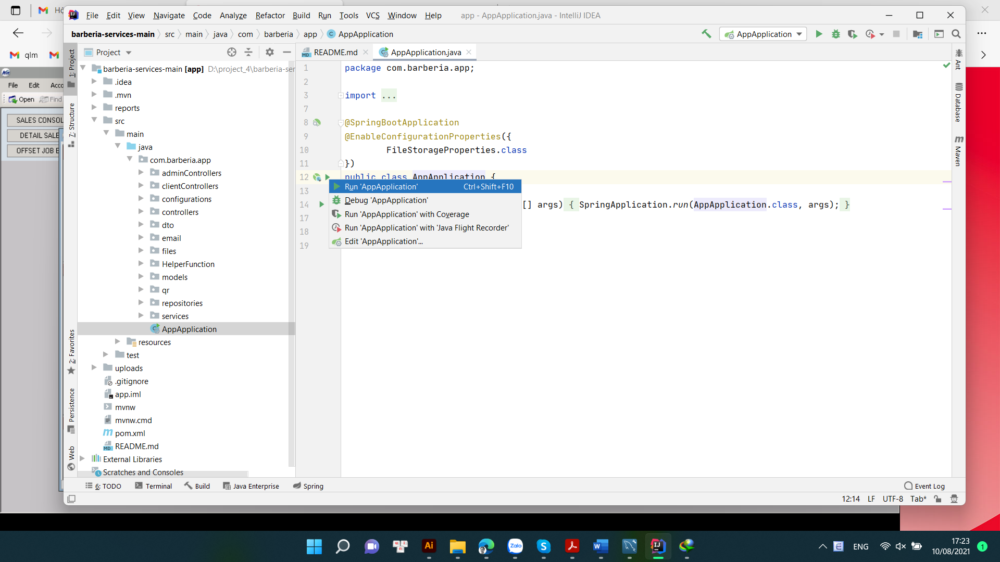 File Edit View Navigate Code Analyze Refactor Build Run Tools VCS Window Help app - AppApplication.java - IntelliJ IDEA
barberia-services-main src main java com barberia app AppApplication
AppApplication
qlm
File Edit Acco
Open Find
SALES CONSOL
DETAIL SALE
OFFSET JOB E
1: Project
7: Structure
2: Favorites
Persistence
Web
Project
barberia-services-main [app] D:\project_4\barberia-ser
.idea
.mvn
reports
src
main
java
com.barberia.app
adminControllers
clientControllers
configurations
controllers
dto
email
files
HelperFunction
models
qr
repositories
services
AppApplication
resources
test
uploads
.gitignore
app.iml
mvnw
mvnw.cmd
pom.xml
README.md
External Libraries
Scratches and Consoles
README.md AppApplication.java
1 package com.barberia.app;
2
3 import ...
7
8 @SpringBootApplication
9 @EnableConfigurationProperties({
10 FileStorageProperties.class
11 })
12 public class AppApplication {
13
14 [] args) { SpringApplication.run(AppApplication.class, args); }
17
18
19
Run 'AppApplication' Ctrl+Shift+F10
Debug 'AppApplication'
Run 'AppApplication' with Coverage
Run 'AppApplication' with 'Java Flight Recorder'
Edit 'AppApplication'...
Ant
Database
Maven
6: TODO Terminal Build Java Enterprise Spring Event Log
12:14 LF UTF-8 Tab*
Ai Zalo
ENG
17:23
10/08/2021
1